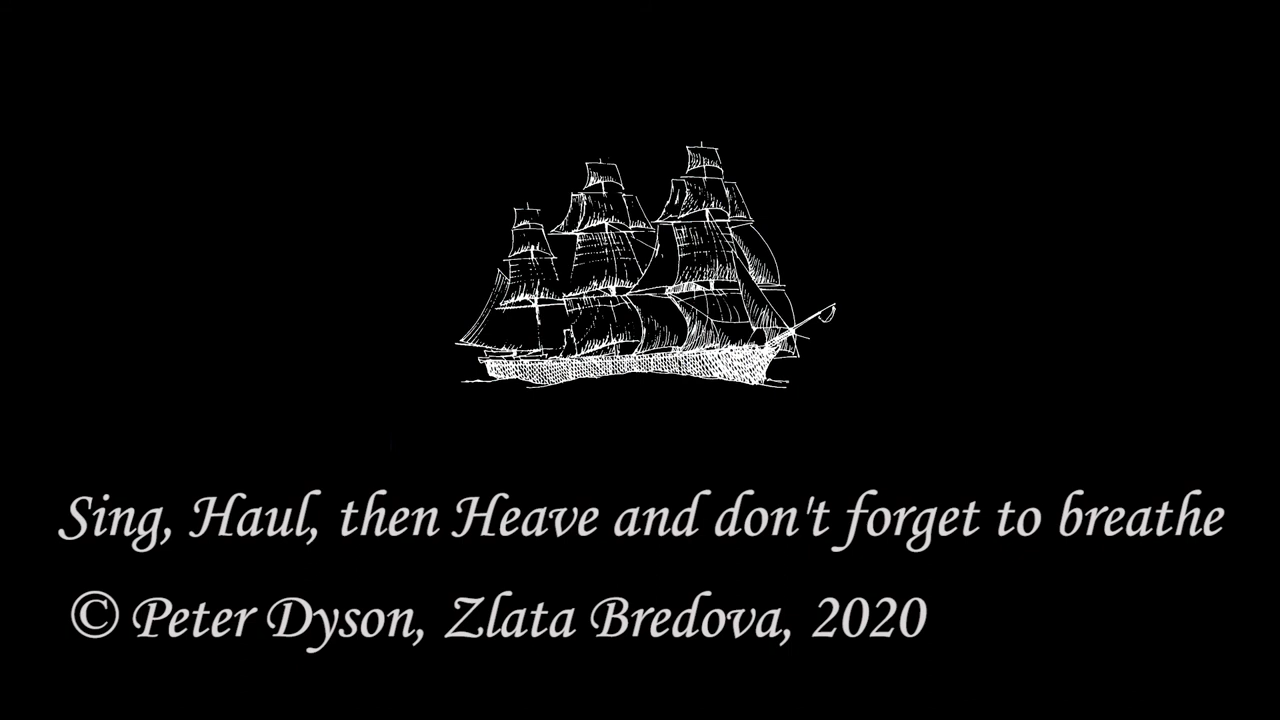 Sing, Haul, then Heave and don't forget to breathe
© Peter Dyson, Zlata Bredova, 2020